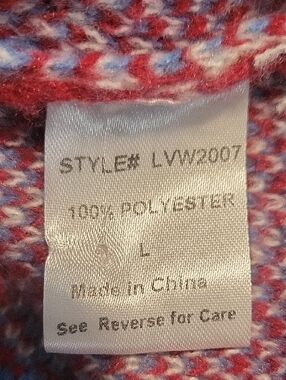 STYLE# LVW2007
100% POLYESTER
L
Made in China
See Reverse for Care